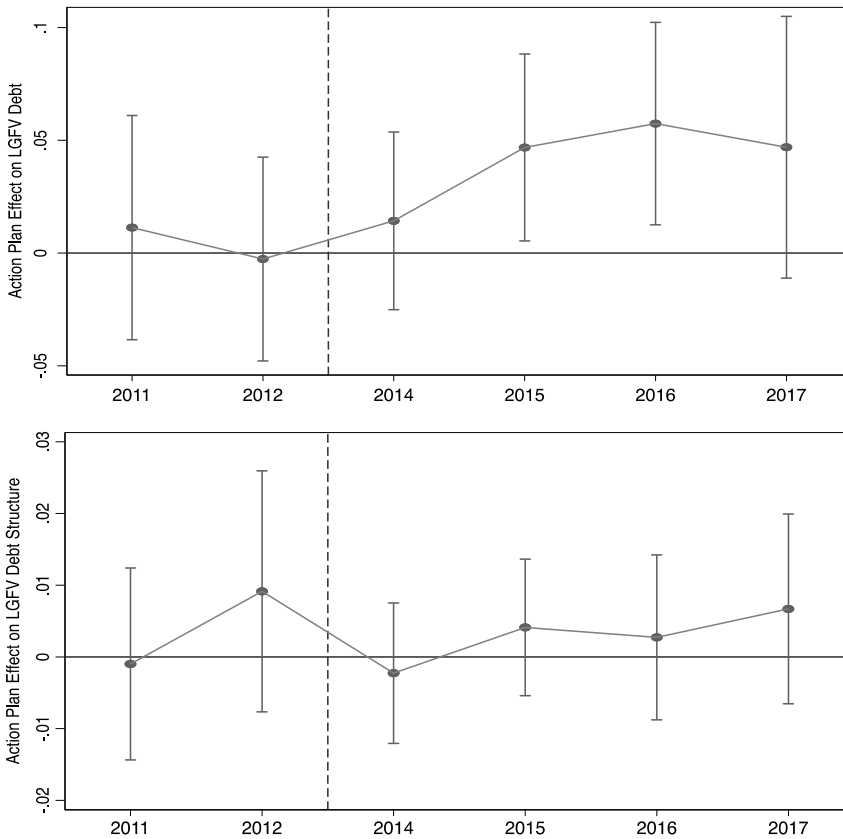 Action Plan Effect on LGFV Debt
.1
.05
0
-.05
2011 2012 2014 2015 2016 2017
Action Plan Effect on LGFV Debt Structure
.03
.02
.01
0
-.01
-.02
2011 2012 2014 2015 2016 2017